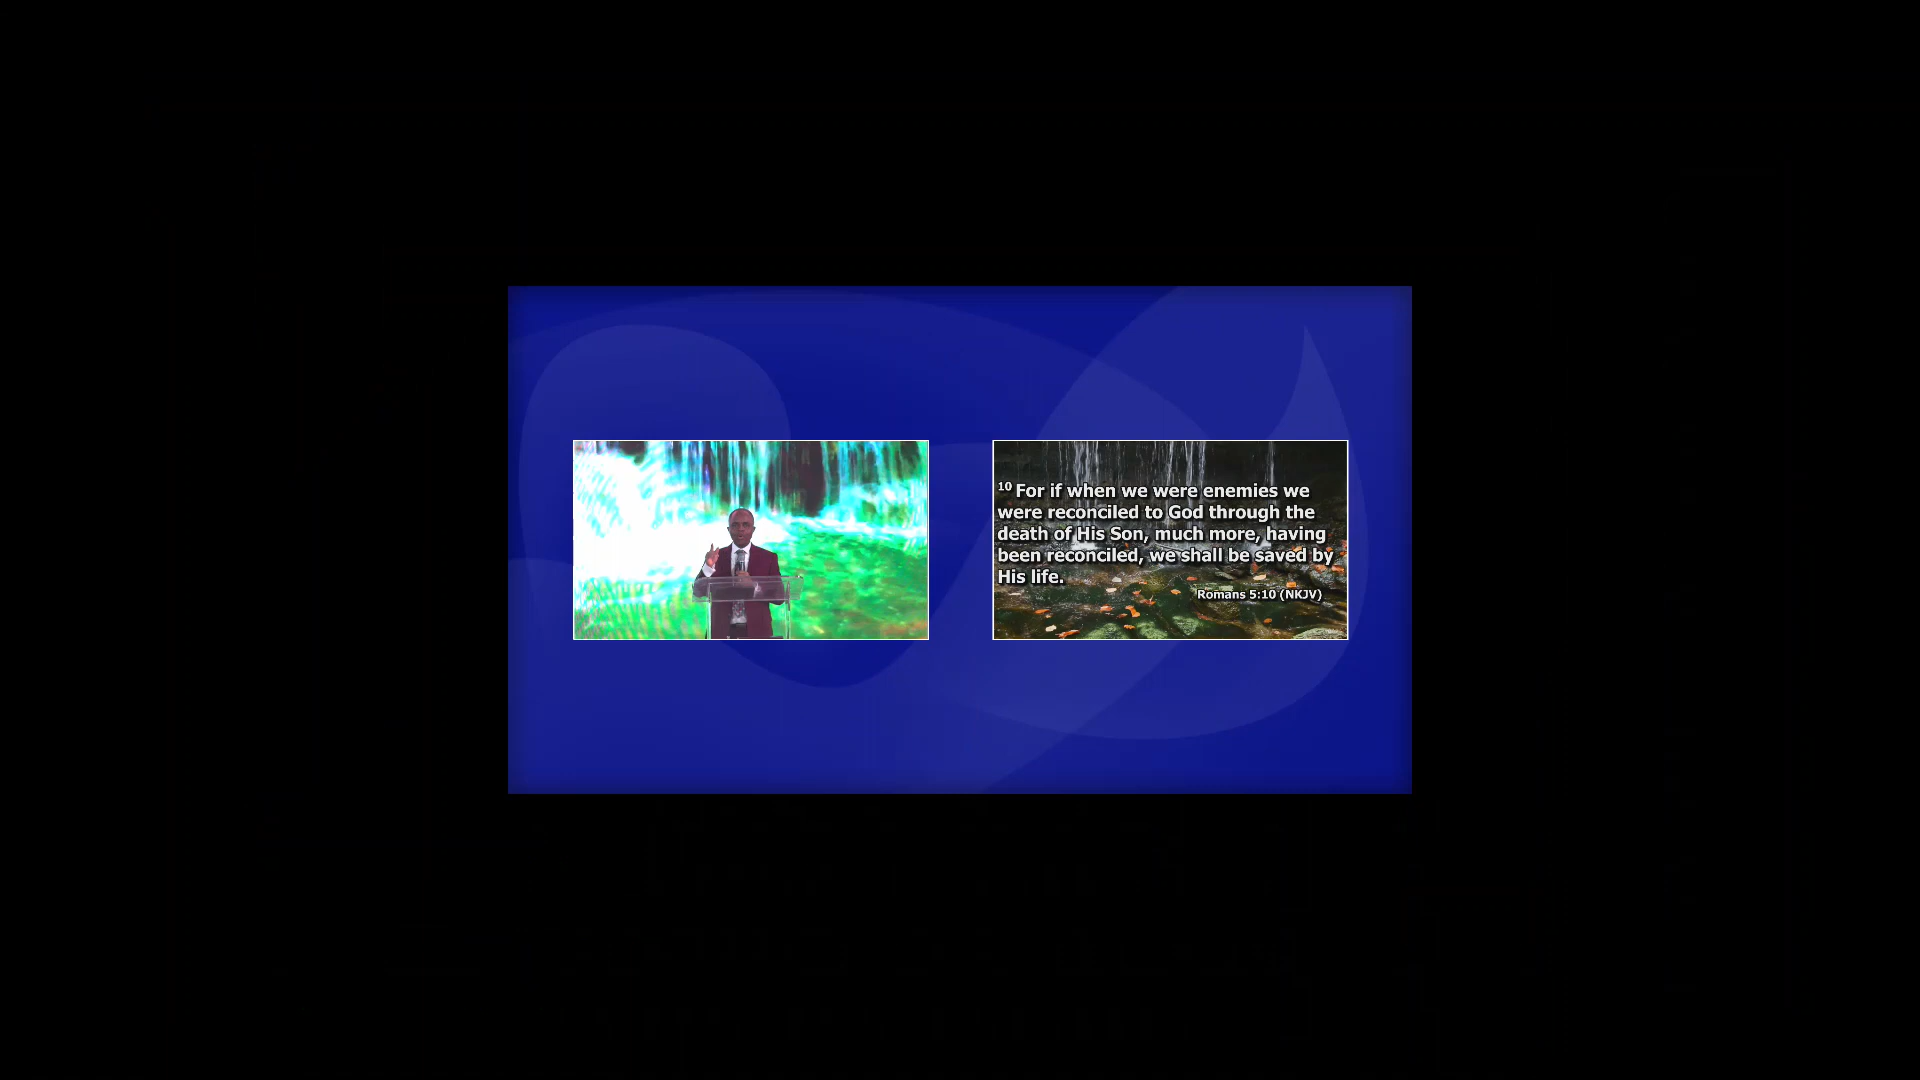 10 For if when we were enemies we
were reconciled to God through the
death of His Son, much more, having
been reconciled, we shall be saved by
His life.
Romans 5:10 (NKJV)